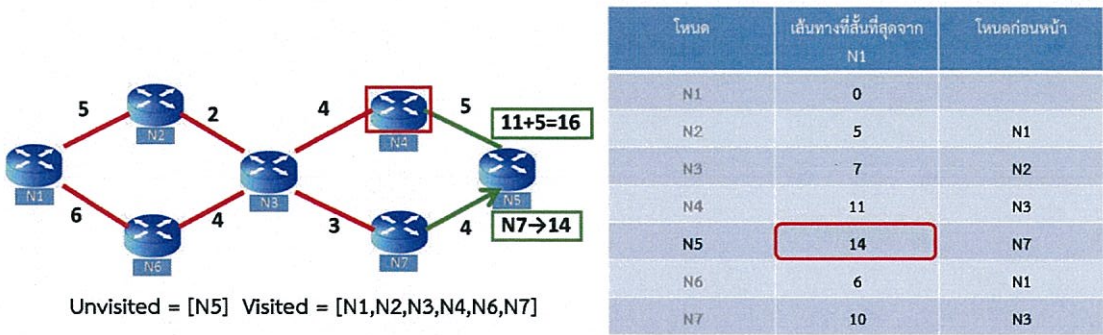 5
2
4
5
11+5=16
N2
N4
N1
N3
N5
6
4
3
4
N7→14
N6
N7
Unvisited = [N5] Visited = [N1,N2,N3,N4,N6,N7]
โหนด เส้นทางที่สั้นที่สุดจาก โหนดก่อนหน้า
N1
N1 0
N2 5 N1
N3 7 N2
N4 11 N3
N5 14 N7
N6 6 N1
N7 10 N3